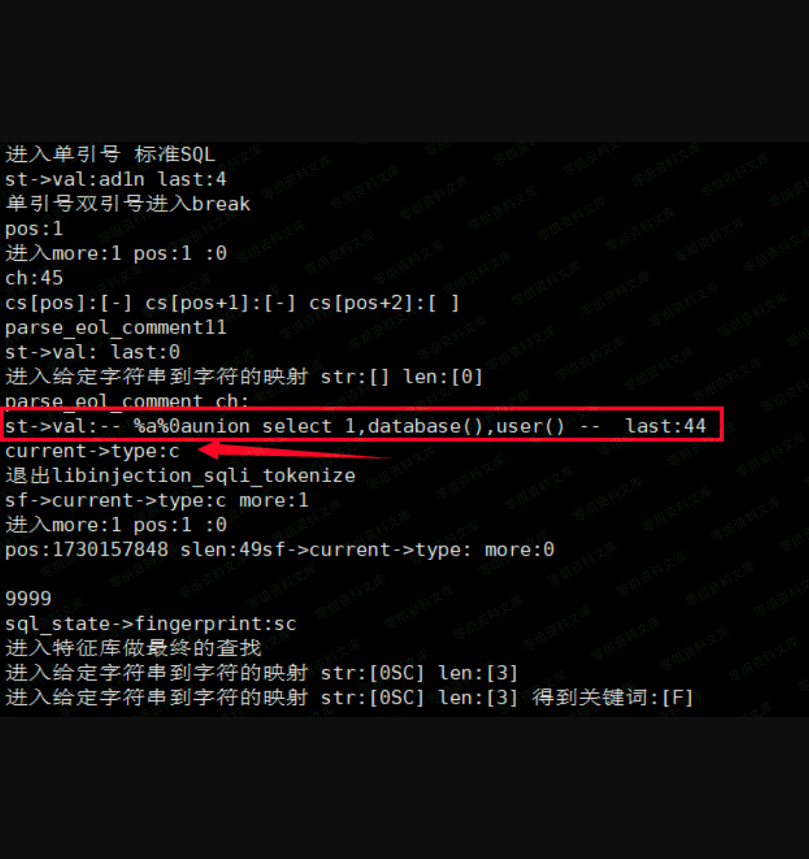 进入单引号 标准SQL
st->val:ad1n last:4
单引号双引号进入break
pos:1
进入more:1 pos:1 :0
ch:45
cs[pos]:[-] cs[pos+1]:[-] cs[pos+2]:[ ]
parse_eol_comment11
st->val: last:0
进入给定字符串到字符的映射 str:[] len:[0]
parse_eol_comment ch:
st->val:-- %a%0aunion select 1,database(),user() --  last:44
current->type:c
退出libinjection_sqli_tokenize
sf->current->type:c more:1
进入more:1 pos:1 :0
pos:1730157848 slen:49sf->current->type: more:0
9999
sql_state->fingerprint:sc
进入特征库做最终的查找
进入给定字符串到字符的映射 str:[0SC] len:[3]
进入给定字符串到字符的映射 str:[0SC] len:[3] 得到关键词:[F]
零组资料文库